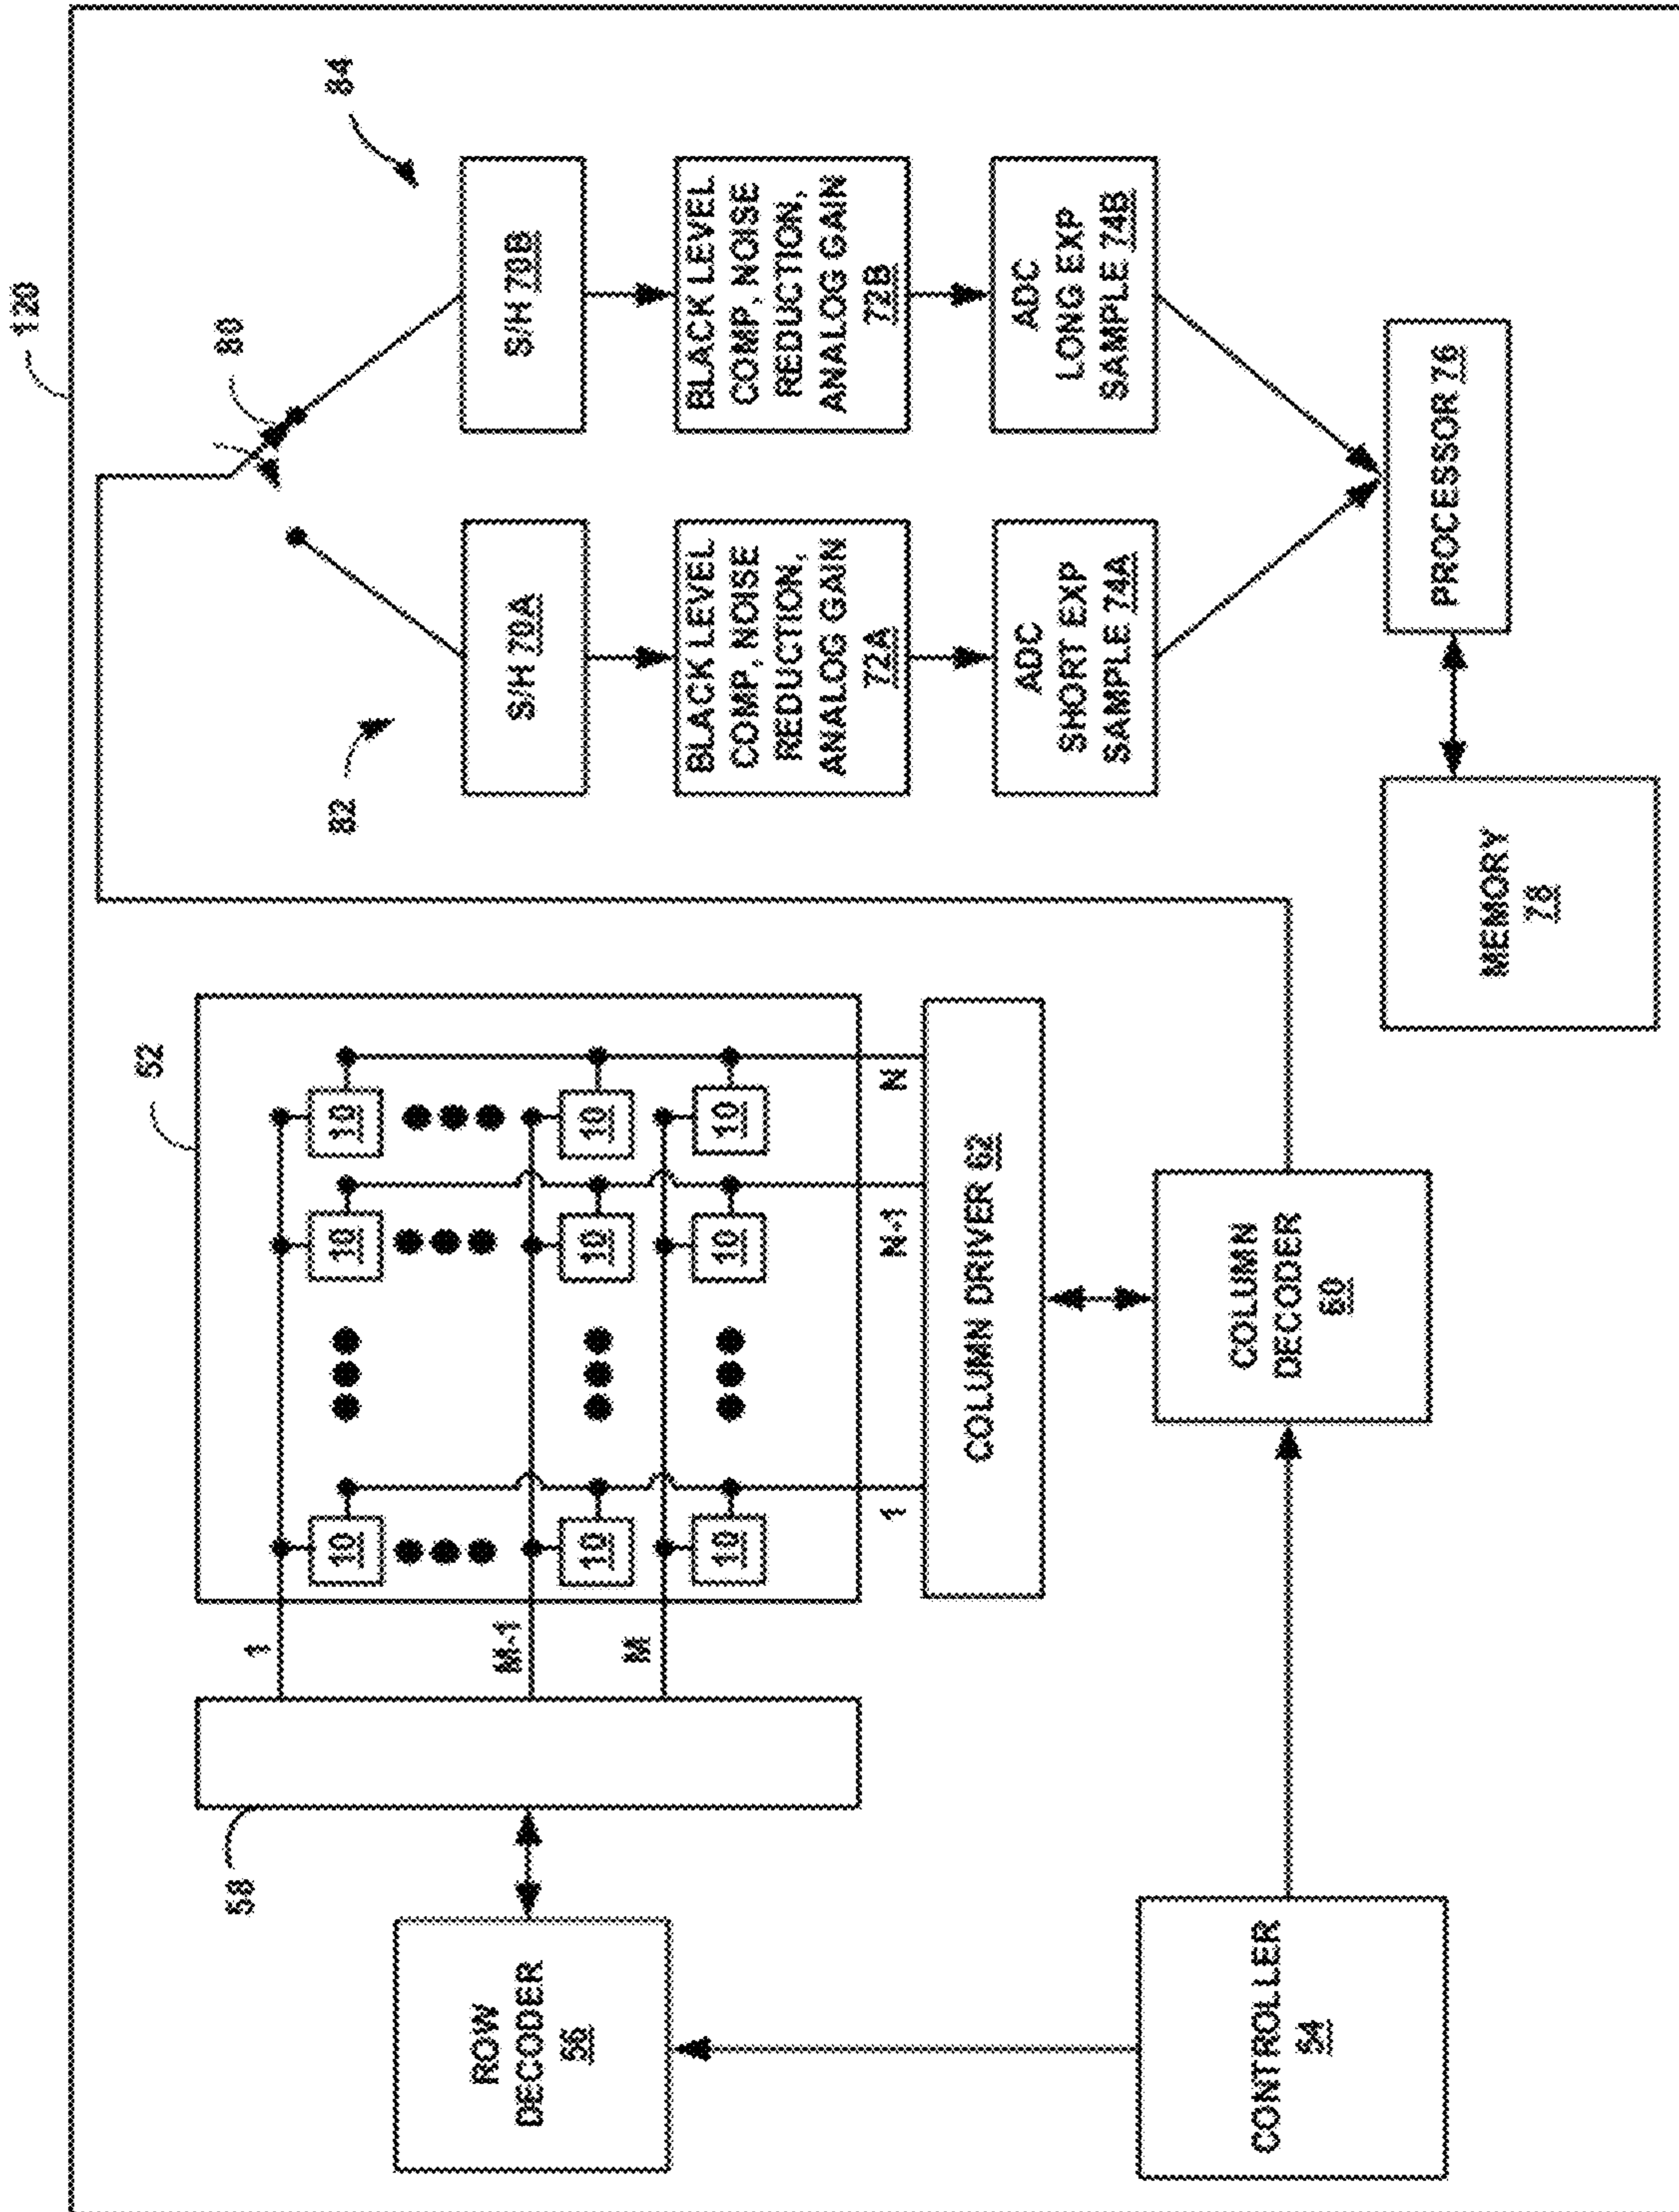 120
80
84
82
S/H 70A
S/H 70B
BLACK LEVEL
COMP, NOISE
REDUCTION,
ANALOG GAIN
72A
BLACK LEVEL
COMP, NOISE
REDUCTION,
ANALOG GAIN
72B
ADC
SHORT EXP
SAMPLE 74A
ADC
LONG EXP
SAMPLE 74B
PROCESSOR 76
MEMORY
78
52
58
1
M-1
M
10
10
10
10
10
10
10
10
10
1
N-1
N
COLUMN DRIVER 62
ROW
DECODER
56
COLUMN
DECODER
60
CONTROLLER
54